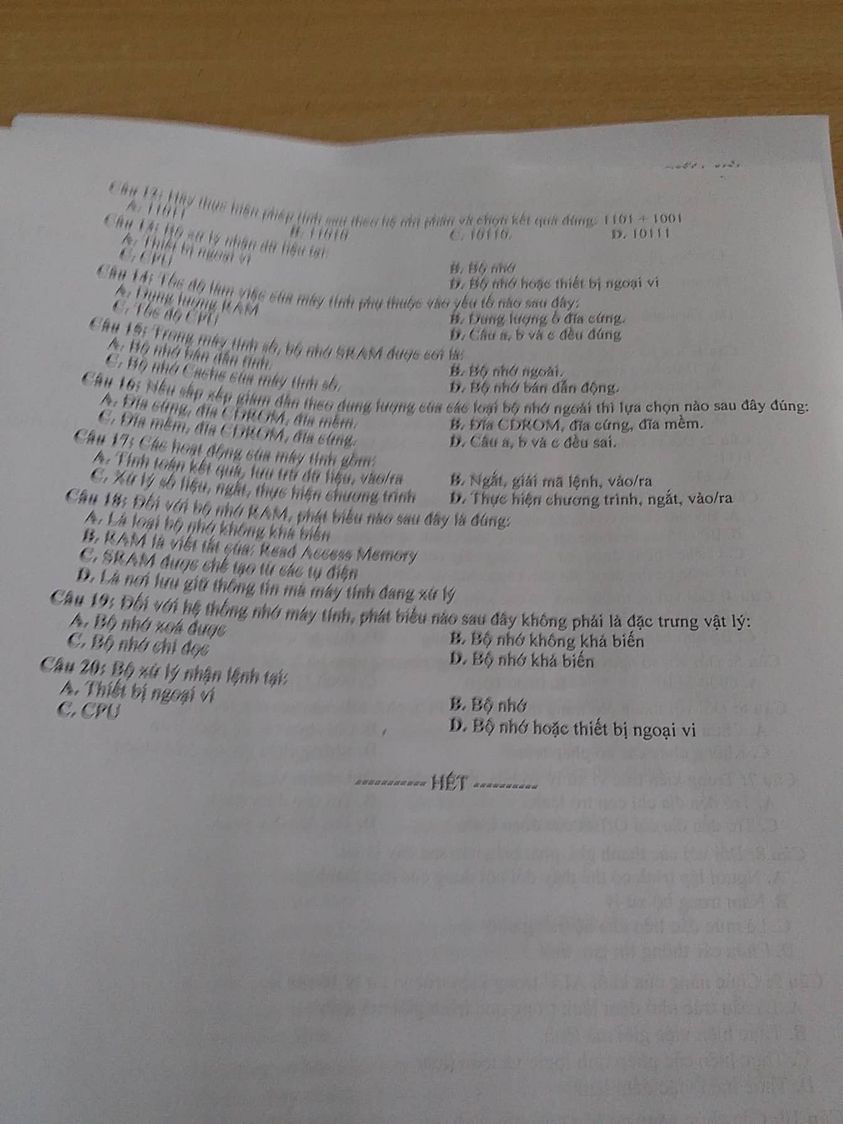 Câu 12: Hãy thực hiện phép tính sau theo hệ nhị phân và chọn kết quả đúng: 1101 + 1001
A. 11011 B. 11010 C. 10110. D. 10111
Câu 13: Bộ xử lý nhận dữ liệu tại:
A. Thiết bị ngoại vi B. Bộ nhớ
C. CPU D. Bộ nhớ hoặc thiết bị ngoại vi
Câu 14: Tốc độ làm việc của máy tính phụ thuộc vào yếu tố nào sau đây:
A. Dung lượng RAM B. Dung lượng ổ đĩa cứng.
C. Tốc độ CPU D. Câu a, b và c đều đúng
Câu 15: Trong máy tính số, bộ nhớ SRAM được coi là:
A. Bộ nhớ bán dẫn tĩnh. B. Bộ nhớ ngoài.
C. Bộ nhớ Cache của máy tính số. D. Bộ nhớ bán dẫn động.
Câu 16: Nếu sắp xếp giảm dần theo dung lượng của các loại bộ nhớ ngoài thì lựa chọn nào sau đây đúng:
A. Đĩa cứng, đĩa CDROM, đĩa mềm. B. Đĩa CDROM, đĩa cứng, đĩa mềm.
C. Đĩa mềm, đĩa CDROM, đĩa cứng. D. Câu a, b và c đều sai.
Câu 17: Các hoạt động của máy tính gồm:
A. Tính toán kết quả, lưu trữ dữ liệu, vào/ra B. Ngắt, giải mã lệnh, vào/ra
C. Xử lý số liệu, ngắt, thực hiện chương trình D. Thực hiện chương trình, ngắt, vào/ra
Câu 18: Đối với bộ nhớ RAM, phát biểu nào sau đây là đúng:
A. Là loại bộ nhớ không khả biến
B. RAM là viết tắt của: Read Access Memory
C. SRAM được chế tạo từ các tụ điện
D. Là nơi lưu giữ thông tin mà máy tính đang xử lý
Câu 19: Đối với hệ thống nhớ máy tính, phát biểu nào sau đây không phải là đặc trưng vật lý:
A. Bộ nhớ xoá được B. Bộ nhớ không khả biến
C. Bộ nhớ chỉ đọc D. Bộ nhớ khả biến
Câu 20: Bộ xử lý nhận lệnh tại:
A. Thiết bị ngoại vi B. Bộ nhớ
C. CPU D. Bộ nhớ hoặc thiết bị ngoại vi
----------- HẾT ----------